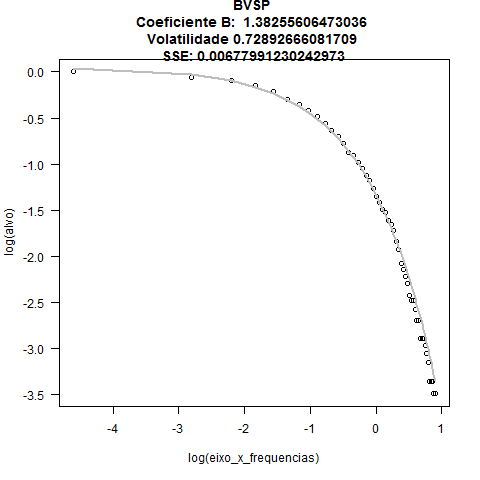 BVSP
Coeficiente B: 1.38255606473036
Volatilidade 0.72892666081709
SSE: 0.00677991230242973
log(alvo)
0.0
-0.5
-1.0
-1.5
-2.0
-2.5
-3.0
-3.5
-4 -3 -2 -1 0 1
log(eixo_x_frequencias)